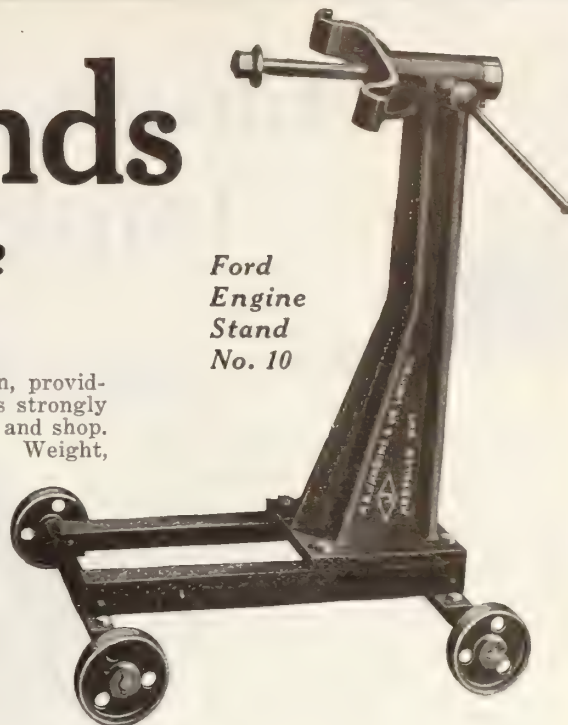 nds
Ford
Engine
Stand
No. 10
n, provid-
s strongly
and shop.
Weight,